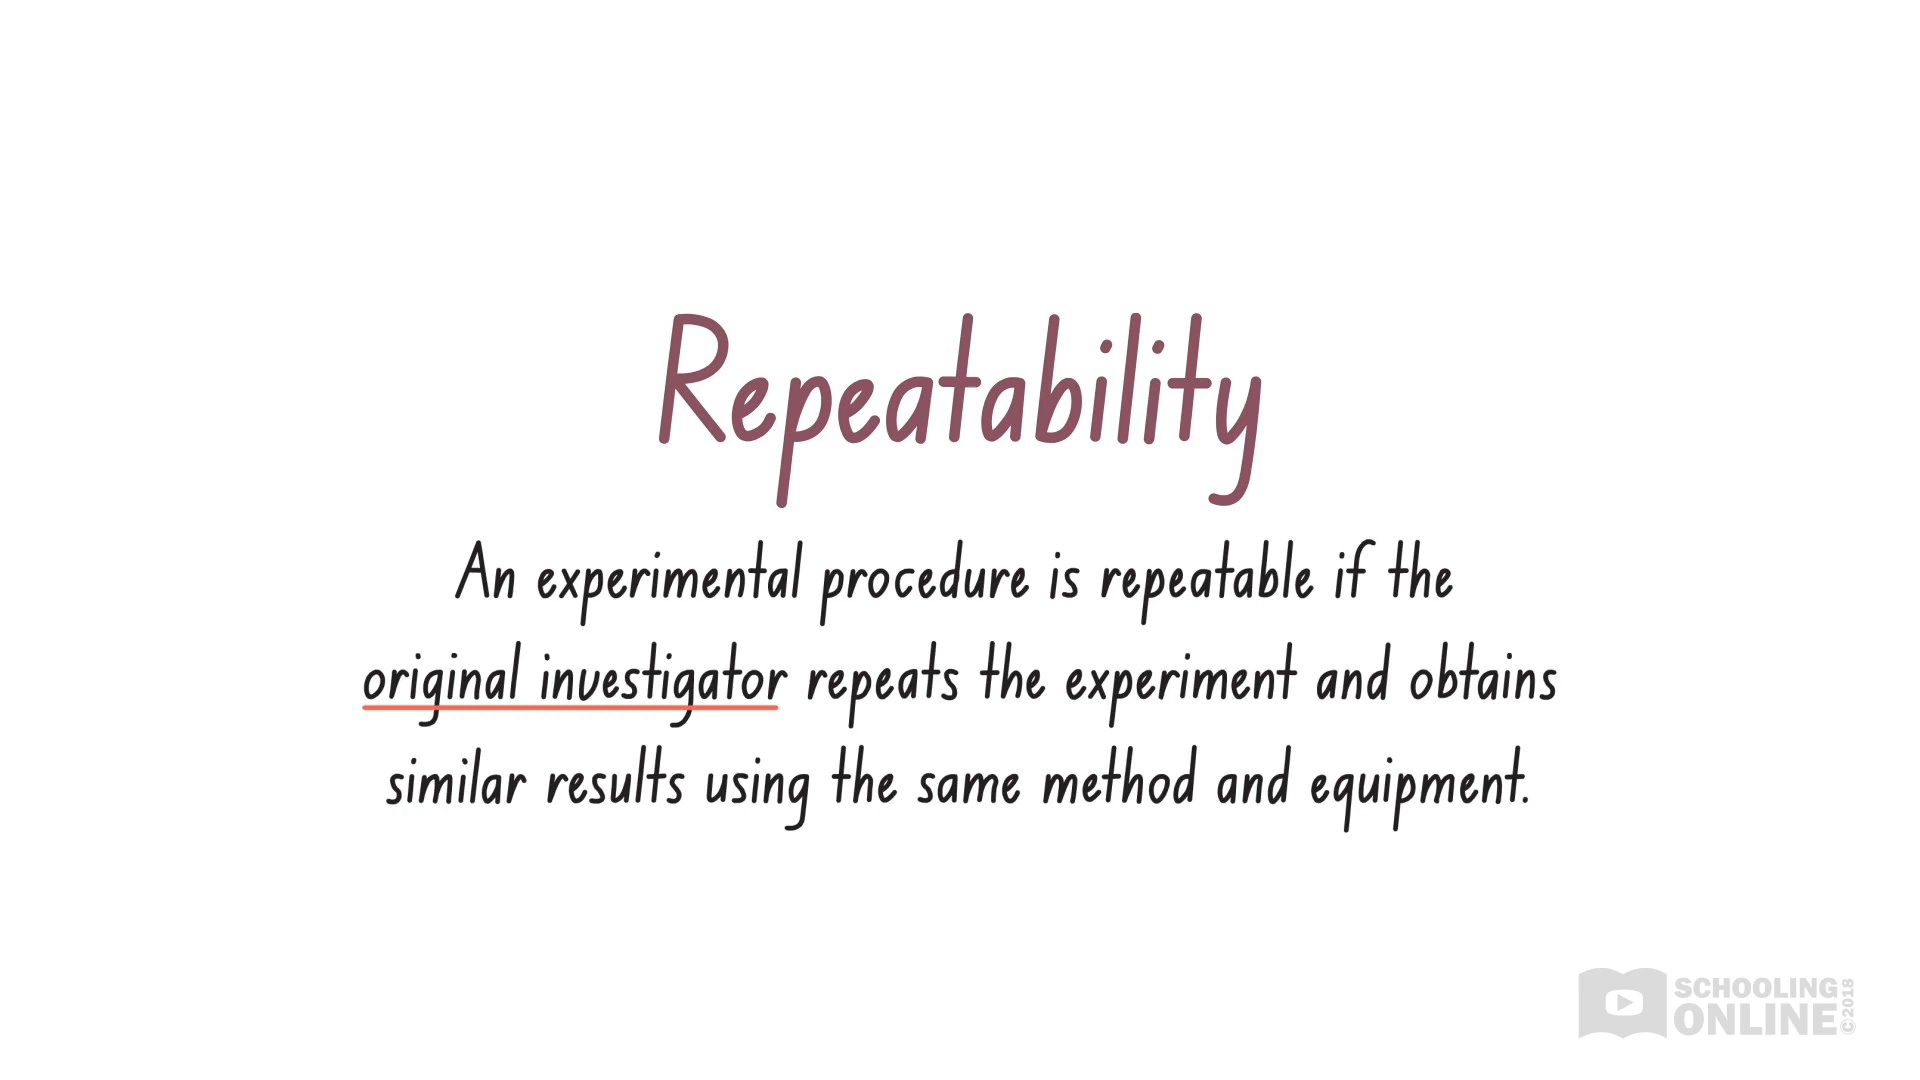 Repeatability
An experimental procedure is repeatable if the
original investigator repeats the experiment and obtains
similar results using the same method and equipment.
SCHOOLING
ONLINE
©2018